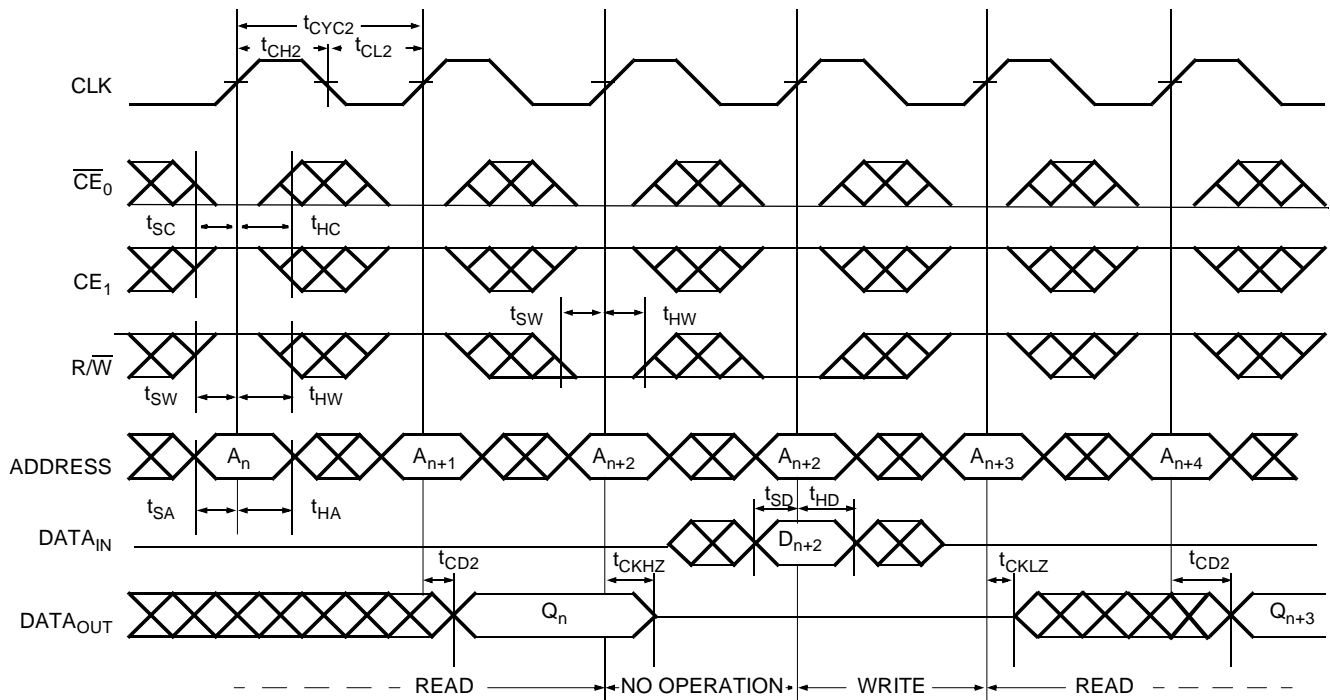 tCYC2
tCH2 tCL2
CLK
CE0
tSC tHC
CE1
tSW tHW
R/W
tSW tHW
ADDRESS An An+1 An+2 An+2 An+3 An+4
tSA tHA tSD tHD
DATAIN Dn+2
tCD2 tCKHZ tCKLZ tCD2
DATAOUT Qn Qn+3
READ NO OPERATION WRITE READ